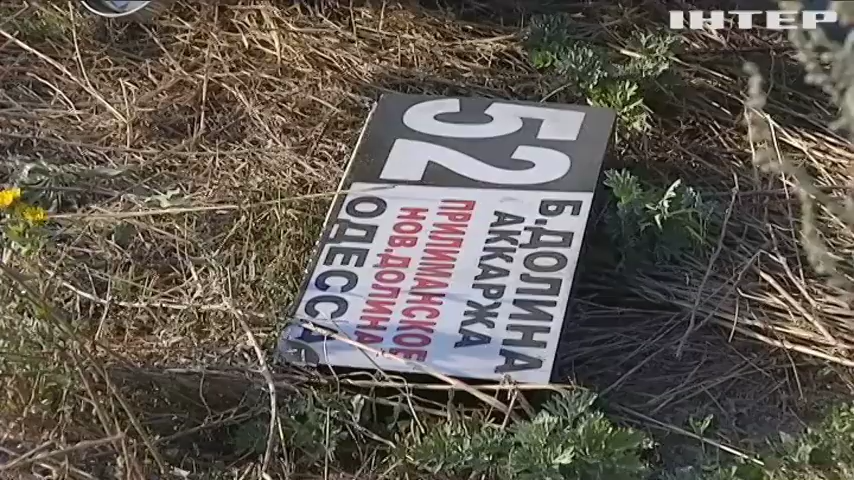 ІНТЕР
52
Б.ДОЛИНА
АККАРЖА
ПРИЛИМАНСКОЕ
НОВ.ДОЛИНА
ОДЕССА